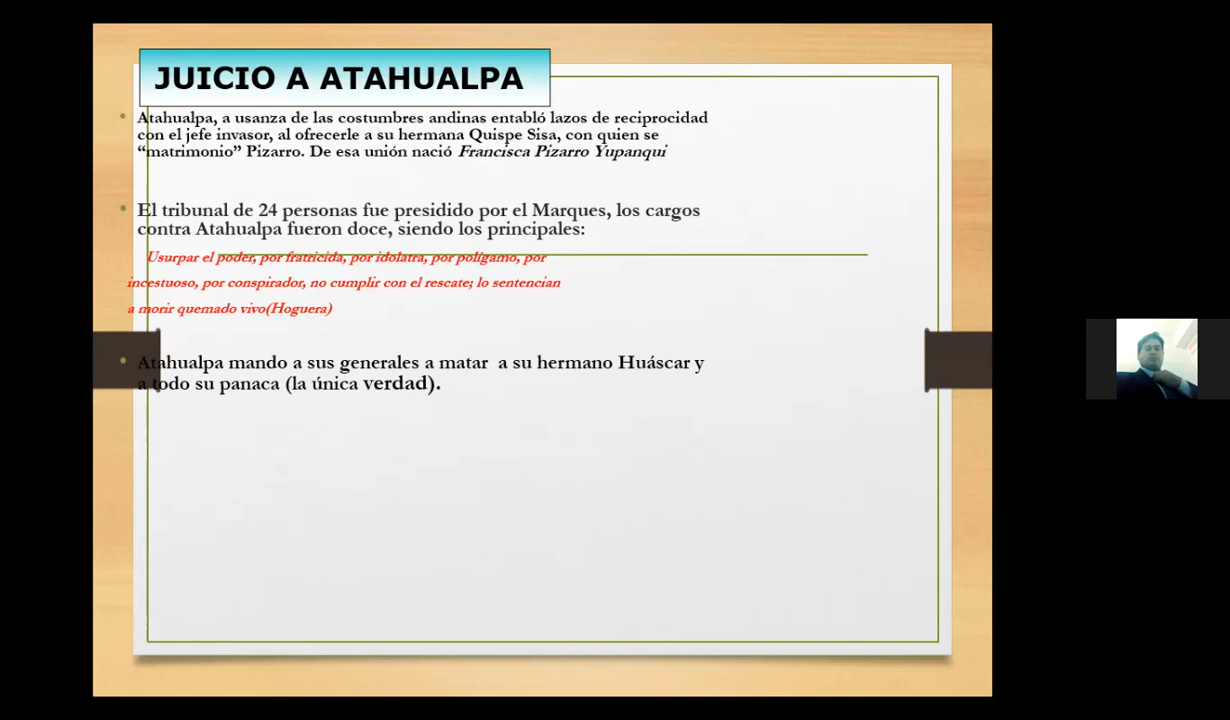 JUICIO A ATAHUALPA
• Atahualpa, a usanza de las costumbres andinas entabló lazos de reciprocidad
con el jefe invasor, al ofrecerle a su hermana Quispe Sisa, con quien se
“matrimonio” Pizarro. De esa unión nació Francisca Pizarro Yupanqui
• El tribunal de 24 personas fue presidido por el Marques, los cargos
contra Atahualpa fueron doce, siendo los principales:
Usurpar el poder, por fratricida, por idolatra, por polígamo, por
incestuoso, por conspirador, no cumplir con el rescate; lo sentencian
a morir quemado vivo(Hoguera)
• Atahualpa mando a sus generales a matar a su hermano Huáscar y
a todo su panaca (la única verdad).